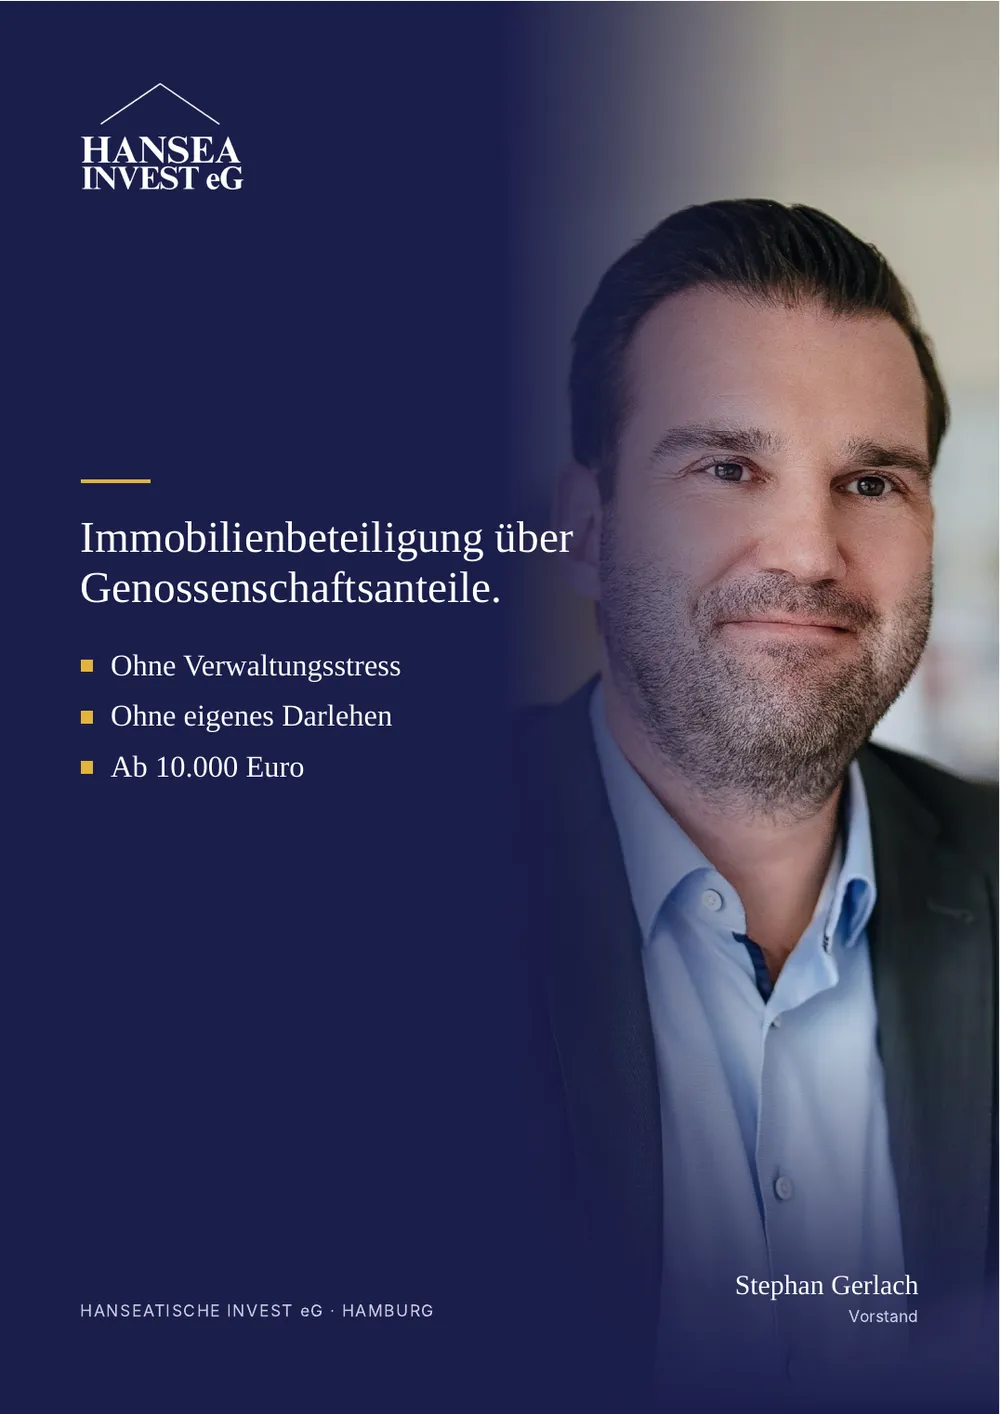 HANSEA
INVEST eG
Immobilienbeteiligung über
Genossenschaftsanteile.
Ohne Verwaltungsstress
Ohne eigenes Darlehen
Ab 10.000 Euro
Stephan Gerlach
Vorstand
HANSEATISCHE INVEST eG · HAMBURG